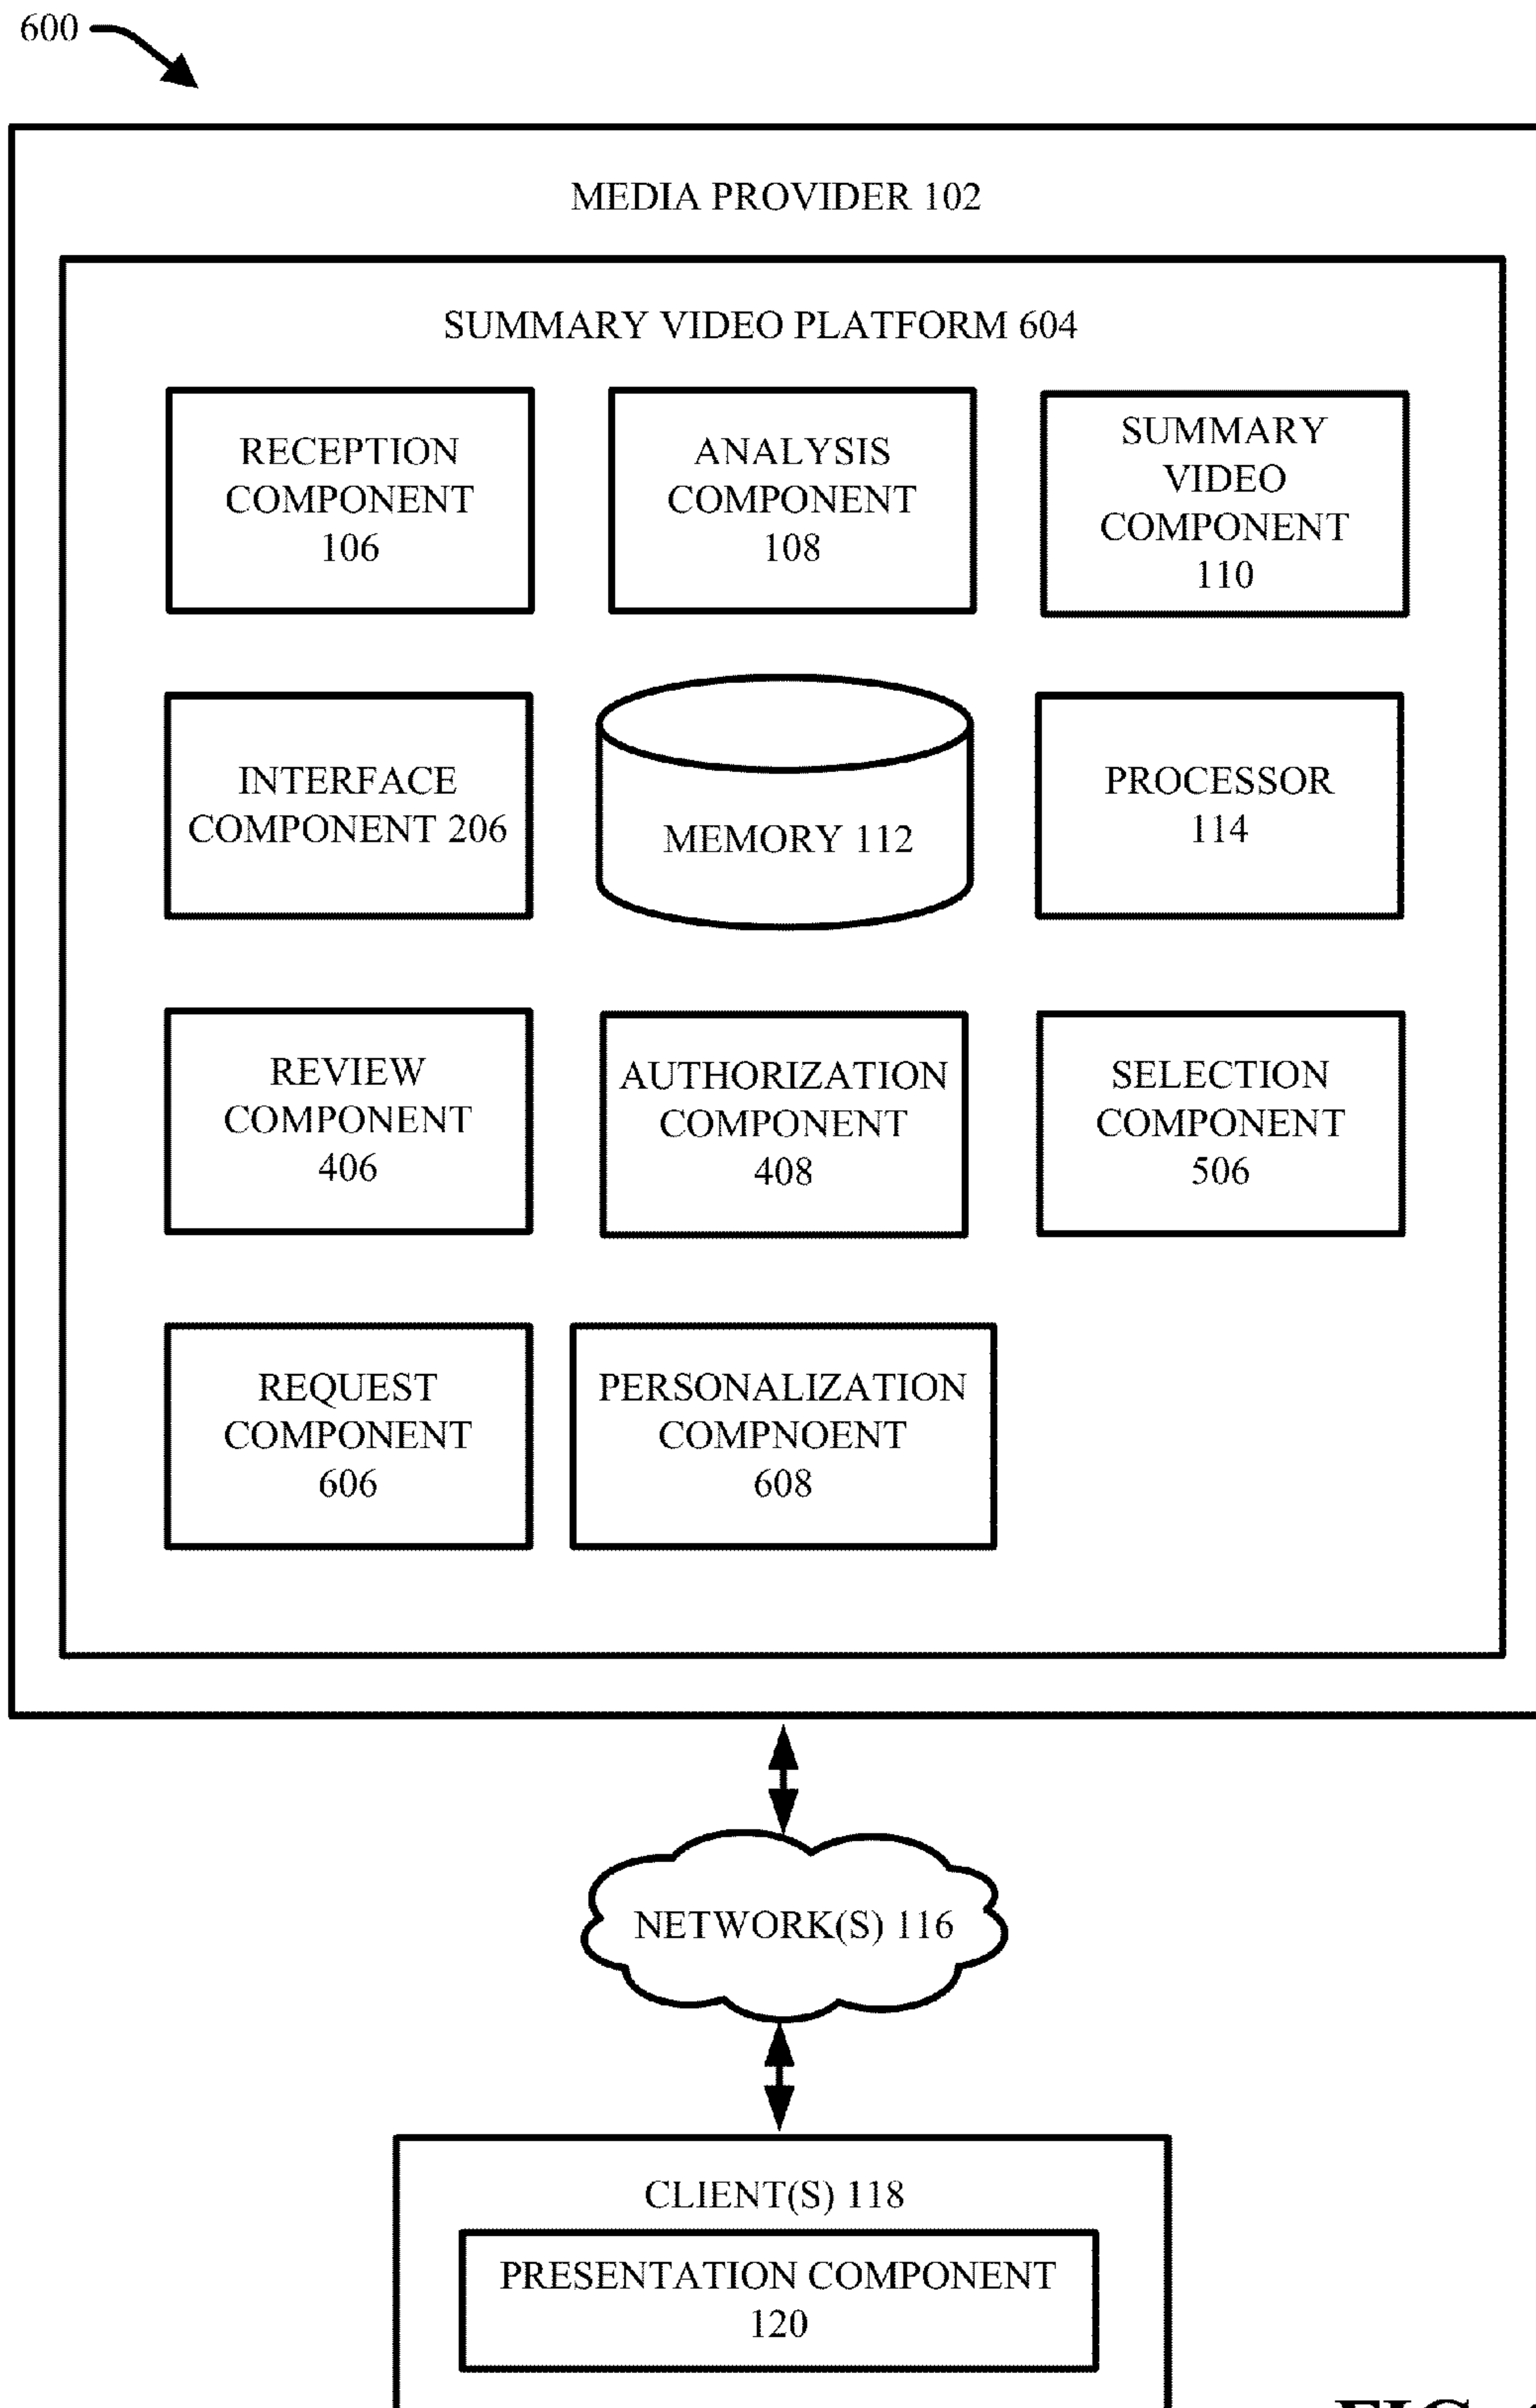 600
MEDIA PROVIDER 102
SUMMARY VIDEO PLATFORM 604
RECEPTION
COMPONENT
106
ANALYSIS
COMPONENT
108
SUMMARY
VIDEO
COMPONENT
110
INTERFACE
COMPONENT 206
MEMORY 112
PROCESSOR
114
REVIEW
COMPONENT
406
AUTHORIZATION
COMPONENT
408
SELECTION
COMPONENT
506
REQUEST
COMPONENT
606
PERSONALIZATION
COMPNOENT
608
NETWORK(S) 116
CLIENT(S) 118
PRESENTATION COMPONENT
120